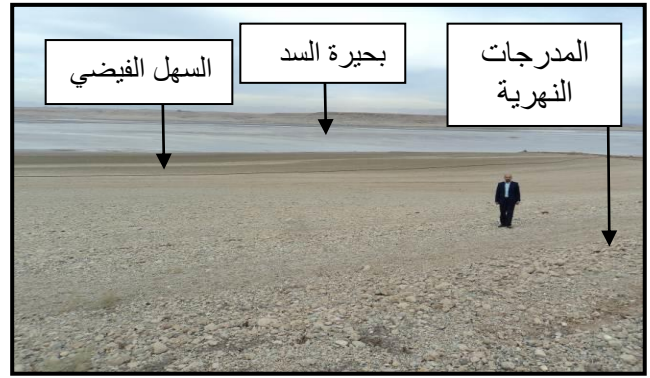 المدرجات
النهرية
بحيرة السد
السهل الفيضي